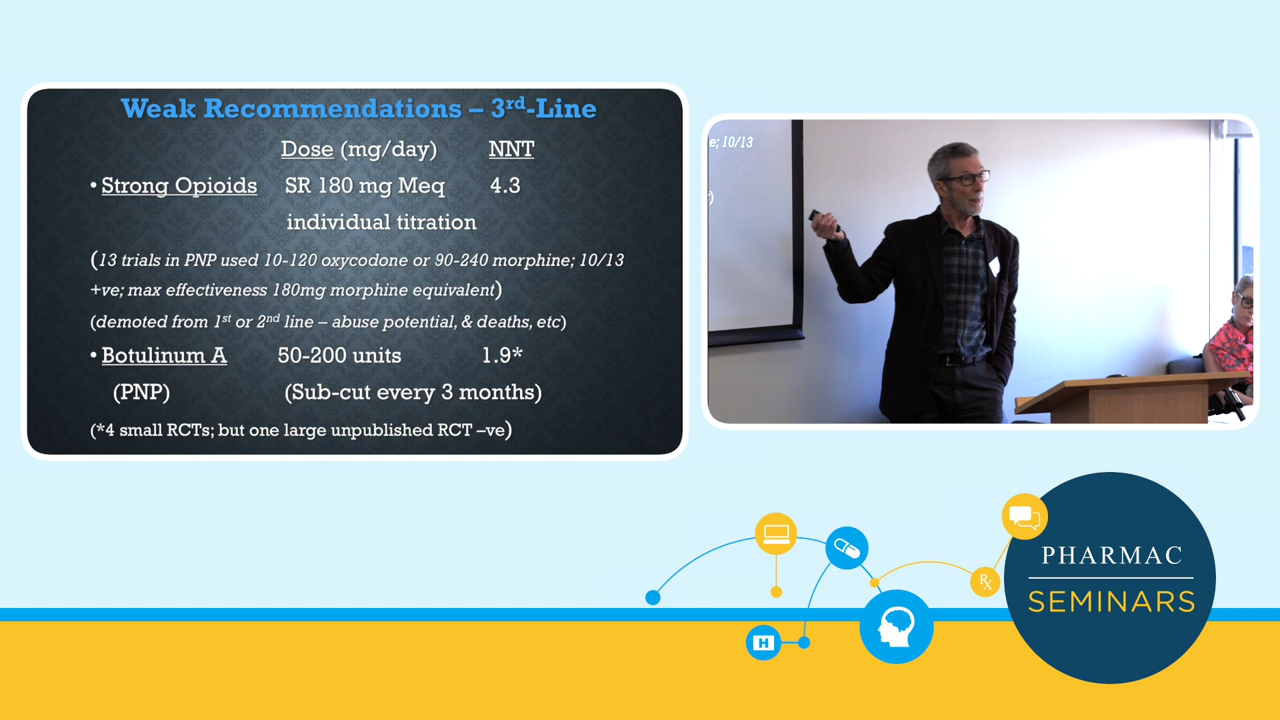 Weak Recommendations – 3rd-Line
Dose (mg/day) NNT
• Strong Opioids SR 180 mg Meq 4.3
individual titration
(13 trials in PNP used 10-120 oxycodone or 90-240 morphine; 10/13
+ve; max effectiveness 180mg morphine equivalent)
(demoted from 1st or 2nd line – abuse potential, & deaths, etc)
• Botulinum A 50-200 units 1.9*
(PNP) (Sub-cut every 3 months)
(*4 small RCTs; but one large unpublished RCT –ve)
e; 10/13
)
H
Rx
PHARMAC
SEMINARS